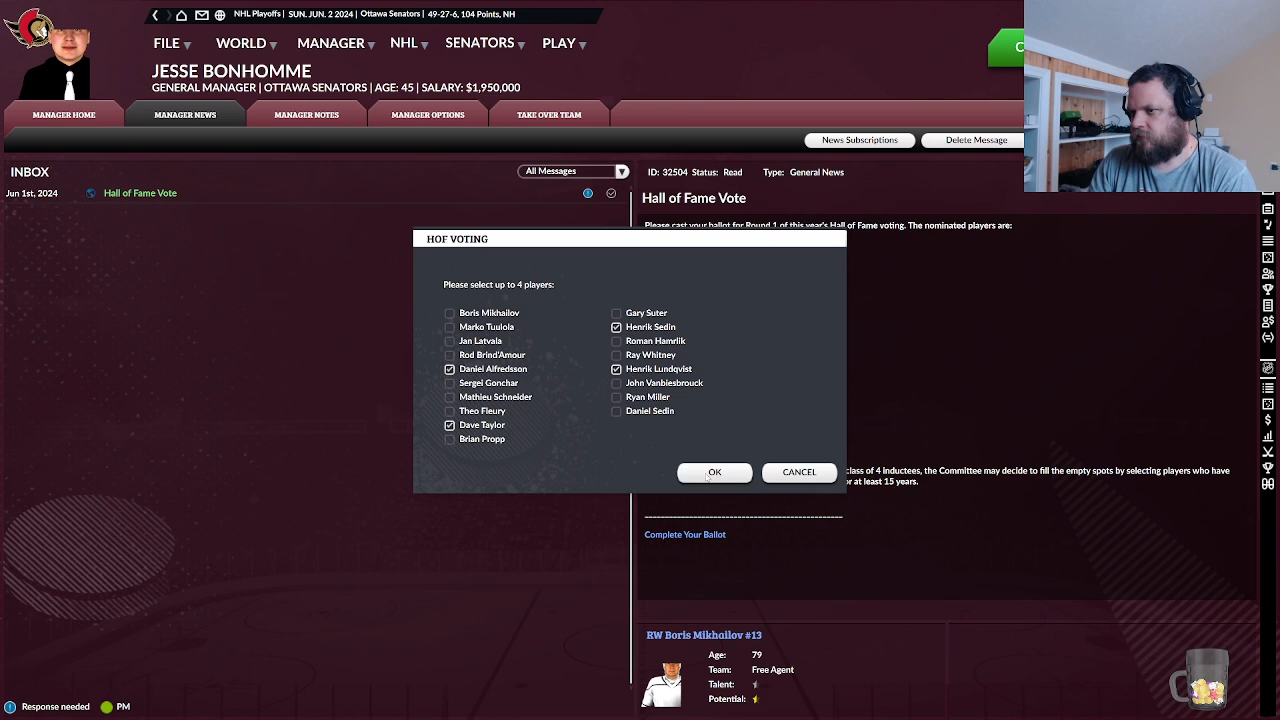 NHL Playoffs | SUN. JUN. 2 2024 | Ottawa Senators | 49-27-6, 104 Points, NH
FILE WORLD MANAGER NHL SENATORS PLAY
JESSE BONHOMME
GENERAL MANAGER | OTTAWA SENATORS | AGE: 45 | SALARY: $1,950,000
MANAGER HOME MANAGER NEWS MANAGER NOTES MANAGER OPTIONS TAKE OVER TEAM
News Subscriptions Delete Message
INBOX All Messages
Jun 1st, 2024 Hall of Fame Vote
ID: 32504 Status: Read Type: General News
Hall of Fame Vote
Please cast your ballot for Round 1 of this year's Hall of Fame voting. The nominated players are:
HOF VOTING
Please select up to 4 players:
Boris Mikhailov
Marko Tuulola
Jan Latvala
Rod Brind'Amour
Daniel Alfredsson
Sergei Gonchar
Mathieu Schneider
Theo Fleury
Dave Taylor
Brian Propp
Gary Suter
Henrik Sedin
Roman Hamrlik
Ray Whitney
Henrik Lundqvist
John Vanbiesbrouck
Ryan Miller
Daniel Sedin
OK CANCEL
class of 4 inductees, the Committee may decide to fill the empty spots by selecting players who have
or at least 15 years.
Complete Your Ballot
RW Boris Mikhailov #13
Age: 79
Team: Free Agent
Talent:
Potential:
Response needed PM